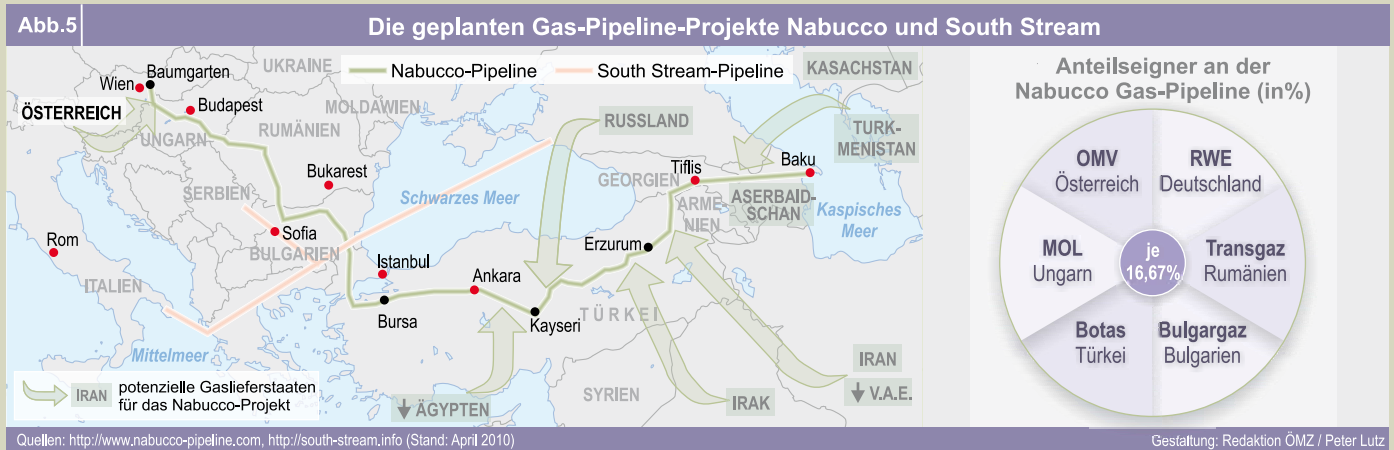 Abb.5
Die geplanten Gas-Pipeline-Projekte Nabucco und South Stream
Nabucco-Pipeline
South Stream-Pipeline
UKRAINE
KASACHSTAN
Baumgarten
Wien
ÖSTERREICH
Budapest
MOLDAWIEN
UNGARN
RUMÄNIEN
RUSSLAND
TURK-
MENISTAN
Bukarest
Tiflis
Baku
GEORGIEN
SERBIEN
Schwarzes Meer
ARME-
NIEN
ASERBAID-
SCHAN
Kaspisches
Meer
Sofia
BULGARIEN
Rom
Istanbul
Erzurum
ITALIEN
Ankara
Bursa
Kayseri
TÜRKEI
Mittelmeer
IRAN
V.A.E.
SYRIEN
IRAK
ÄGYPTEN
IRAN
potenzielle Gaslieferstaaten
für das Nabucco-Projekt
Anteilseigner an der
Nabucco Gas-Pipeline (in%)
OMV
Österreich
RWE
Deutschland
MOL
Ungarn
je
16,67%
Transgaz
Rumänien
Botas
Türkei
Bulgargaz
Bulgarien
Quellen: http://www.nabucco-pipeline.com, http://south-stream.info (Stand: April 2010)
Gestaltung: Redaktion ÖMZ / Peter Lutz